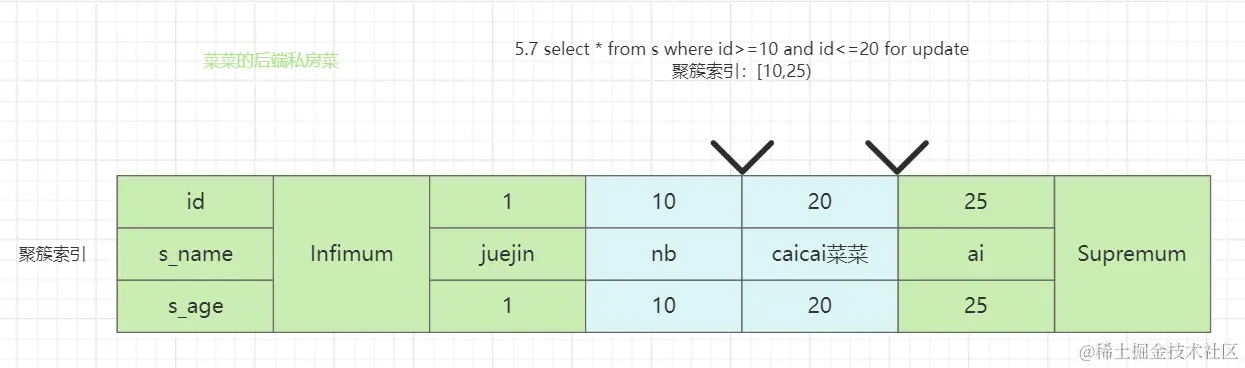 菜菜的后端私房菜
5.7 select * from s where id>=10 and id<=20 for update
聚簇索引：[10,25)
id Infimum 1 10 20 25 Supremum
聚簇索引 s_name juejin nb caicai菜菜 ai
s_age 1 10 20 25
@稀土掘金技术社区